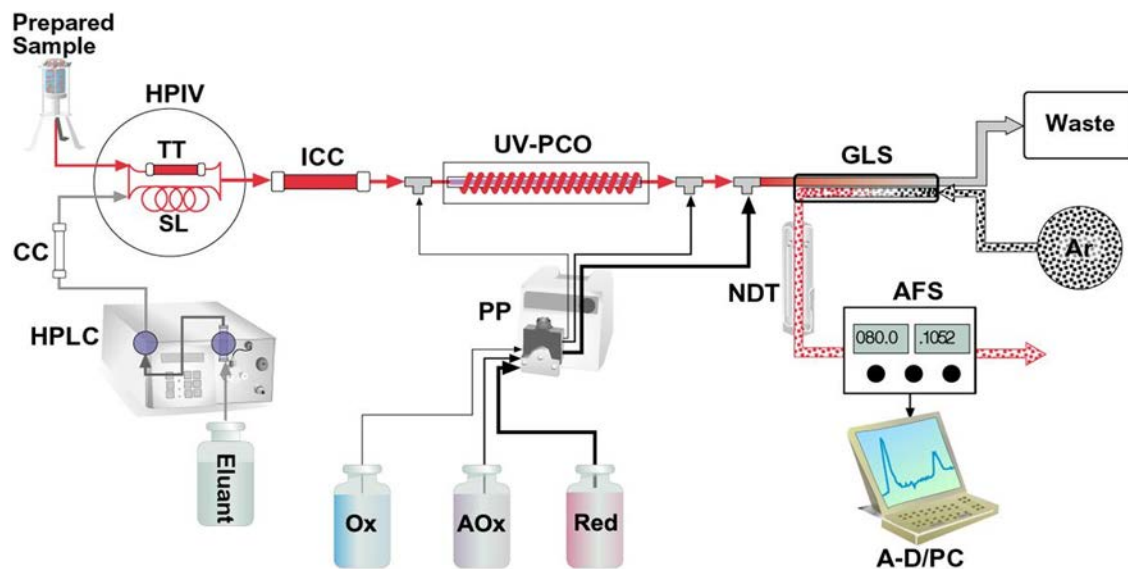 Prepared
Sample
HPIV
TT
SL
ICC
UV-PCO
GLS
Waste
Ar
CC
HPLC
PP
NDT
AFS
080.0
.1052
Eluant
Ox
AOx
Red
A-D/PC